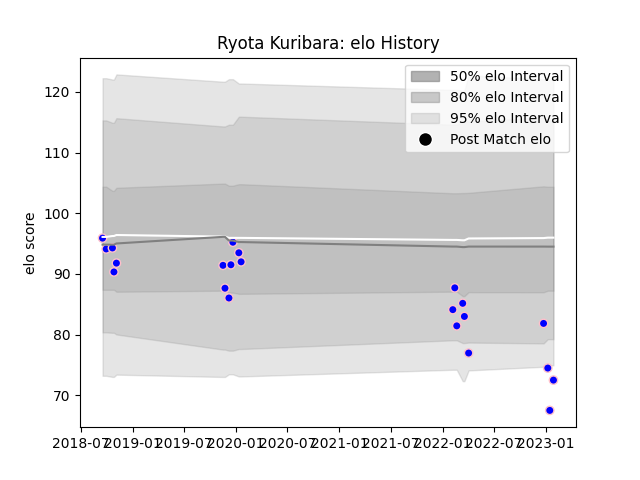 Ryota Kuribara: elo History
50% elo Interval
80% elo Interval
95% elo Interval
Post Match elo
elo score
120
110
100
90
80
70
2018-07 2019-01 2019-07 2020-01 2020-07 2021-01 2021-07 2022-01 2022-07 2023-01